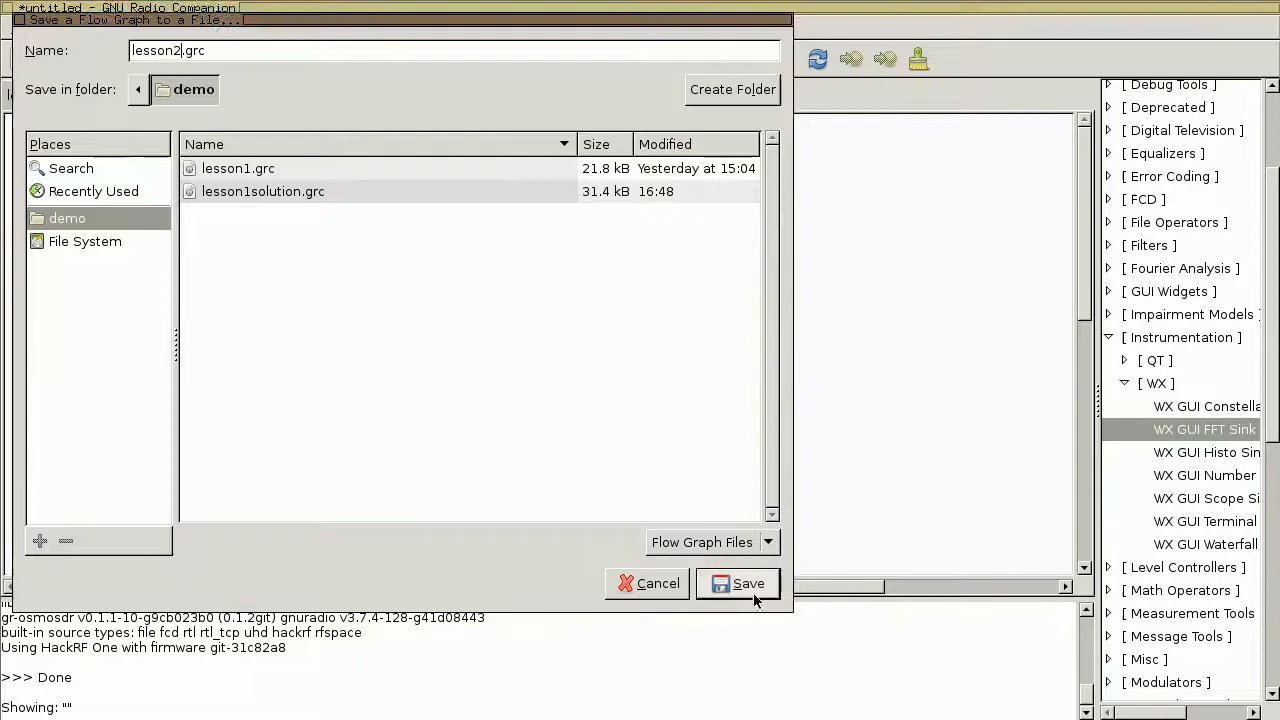 *untitled - GNU Radio Companion
Save a Flow Graph to a File...
Name:
lesson2.grc
Save in folder:
demo
Create Folder
Places
Search
Recently Used
demo
File System
Name
Size
Modified
lesson1.grc 21.8 kB Yesterday at 15:04
lesson1solution.grc 31.4 kB 16:48
Flow Graph Files
Cancel
Save
[ Debug Tools ]
[ Deprecated ]
[ Digital Television ]
[ Equalizers ]
[ Error Coding ]
[ FCD ]
[ File Operators ]
[ Filters ]
[ Fourier Analysis ]
[ GUI Widgets ]
[ Impairment Models
[ Instrumentation ]
[ QT ]
[ WX ]
WX GUI Constella
WX GUI FFT Sink
WX GUI Histo Sin
WX GUI Number
WX GUI Scope Si
WX GUI Terminal
WX GUI Waterfall
[ Level Controllers ]
[ Math Operators ]
[ Measurement Tools
[ Message Tools ]
[ Misc ]
[ Modulators ]
gr-osmosdr v0.1.1-10-g9cb023b0 (0.1.2git) gnuradio v3.7.4-128-g41d08443
built-in source types: file fcd rtl rtl_tcp uhd hackrf rfspace
Using HackRF One with firmware git-31c82a8
>>> Done
Showing: ""